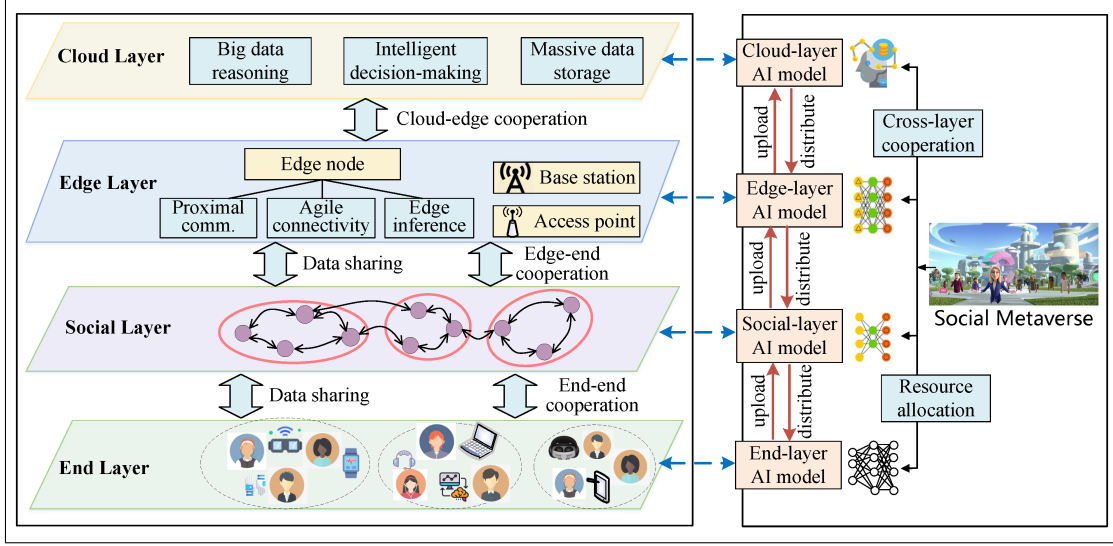 Cloud Layer
Big data
reasoning
Intelligent
decision-making
Massive data
storage
Cloud-edge cooperation
Edge Layer
Edge node
Proximal
comm.
Agile
connectivity
Edge
inference
Base station
Access point
Data sharing
Edge-end
cooperation
Social Layer
Data sharing
End-end
cooperation
End Layer
Cloud-layer
AI model
upload
distribute
Cross-layer
cooperation
Edge-layer
AI model
upload
distribute
Social Metaverse
Social-layer
AI model
upload
distribute
Resource
allocation
End-layer
AI model